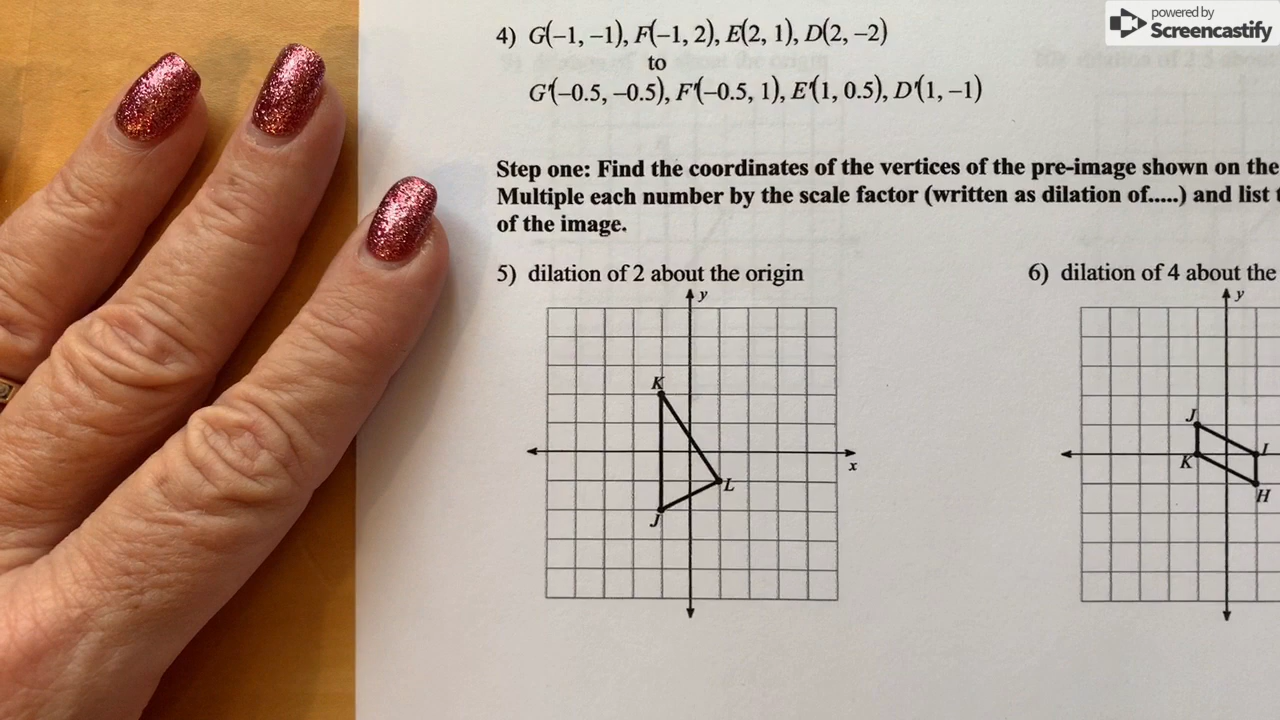 powered by
Screencastify
4) G(−1, −1), F(−1, 2), E(2, 1), D(2, −2)
to
G'(−0.5, −0.5), F'(−0.5, 1), E'(1, 0.5), D'(1, −1)
Step one: Find the coordinates of the vertices of the pre-image shown on the
Multiple each number by the scale factor (written as dilation of.....) and list
of the image.
5) dilation of 2 about the origin
6) dilation of 4 about the
y
y
K
J
I
x
K
L
H
J